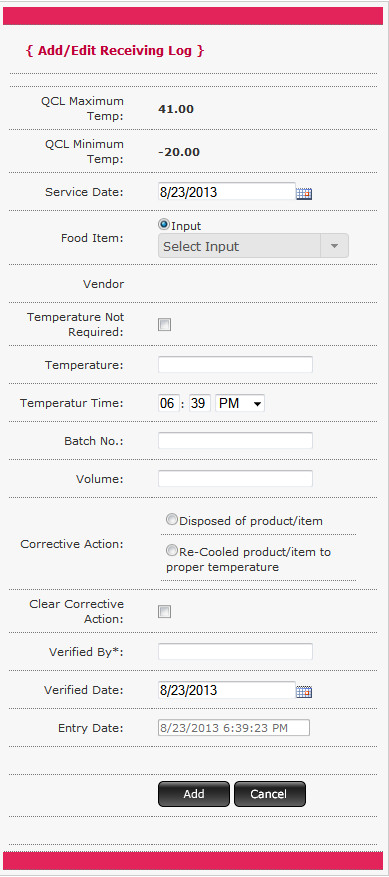 { Add/Edit Receiving Log }
QCL Maximum
Temp:
41.00
QCL Minimum
Temp:
-20.00
Service Date:
8/23/2013
Food Item:
Input
Select Input
Vendor
Temperature Not
Required:
Temperature:
Temperatur Time:
06 : 39 PM
Batch No.:
Volume:
Corrective Action:
Disposed of product/item
Re-Cooled product/item to
proper temperature
Clear Corrective
Action:
Verified By*:
Verified Date:
8/23/2013
Entry Date:
8/23/2013 6:39:23 PM
Add Cancel